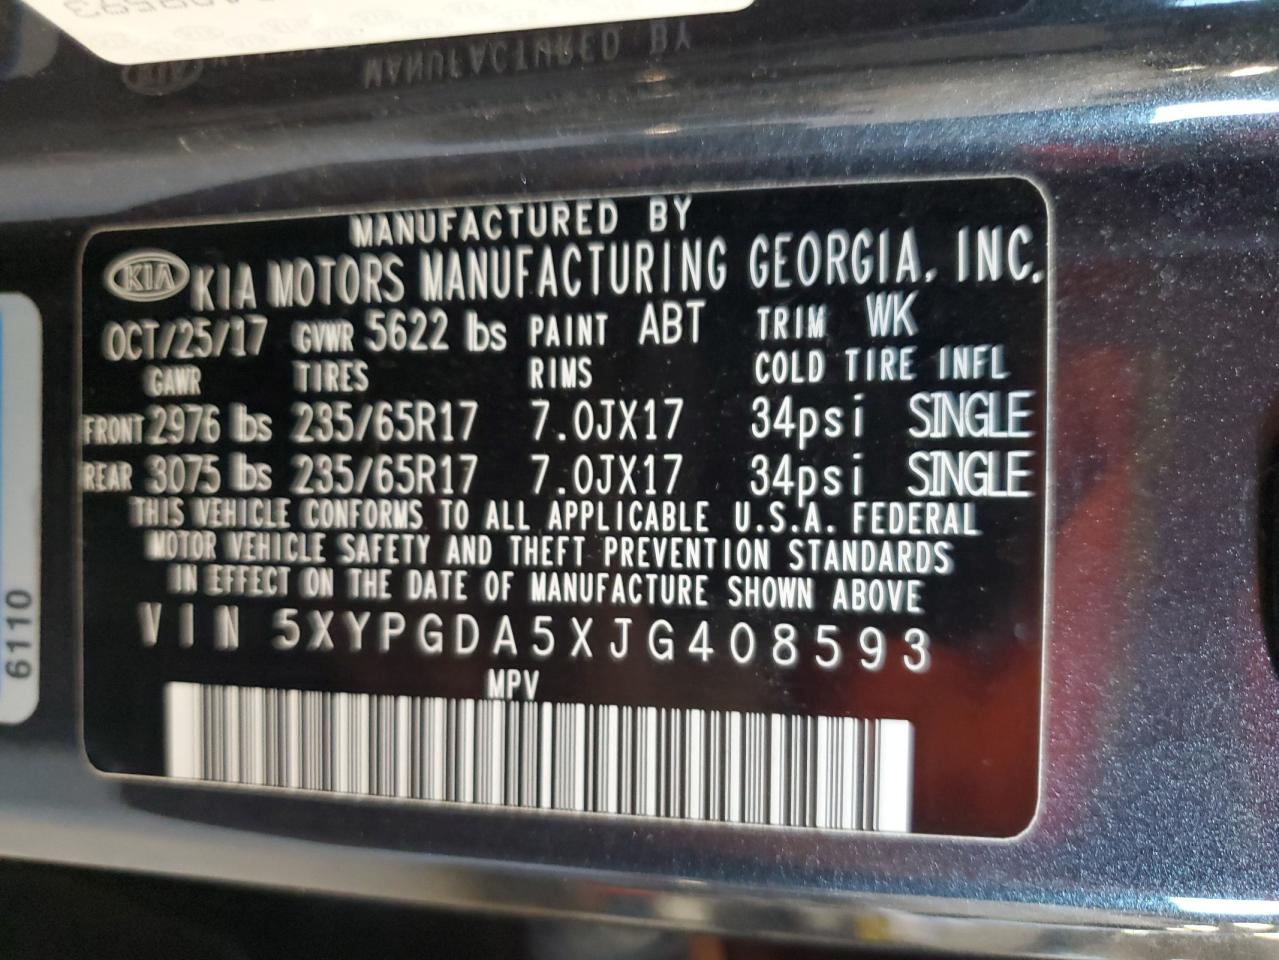 MANUFACTURED BY
KIA KIA MOTORS MANUFACTURING GEORGIA, INC.
OCT/25/17 GVWR 5622 lbs PAINT ABT TRIM WK
GAWR TIRES RIMS COLD TIRE INFL
FRONT 2976 lbs 235/65R17 7.0JX17 34psi SINGLE
REAR 3075 lbs 235/65R17 7.0JX17 34psi SINGLE
THIS VEHICLE CONFORMS TO ALL APPLICABLE U.S.A. FEDERAL
MOTOR VEHICLE SAFETY AND THEFT PREVENTION STANDARDS
IN EFFECT ON THE DATE OF MANUFACTURE SHOWN ABOVE
VIN 5XYPGDA5XJG408593
MPV
6110